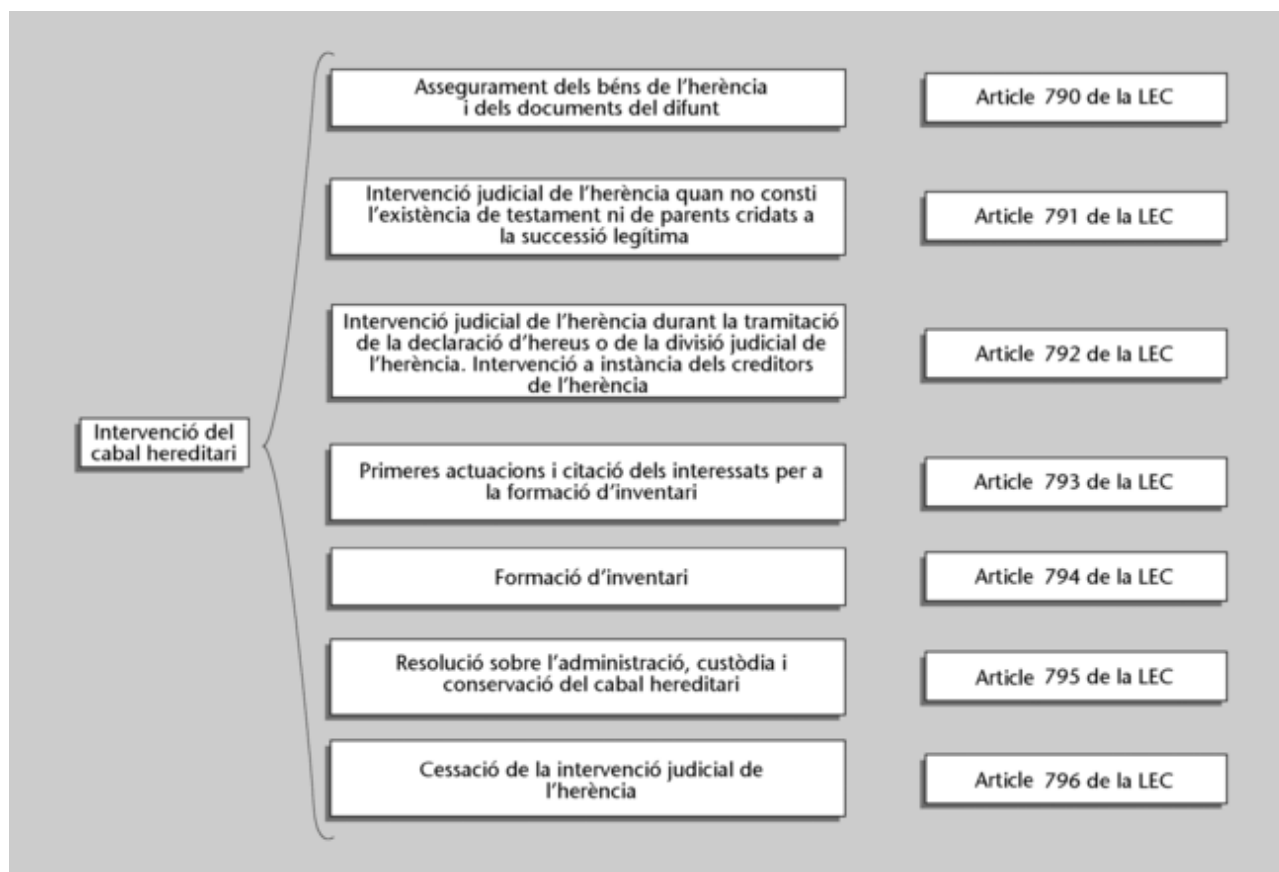 Assegurament dels béns de l'herència
i dels documents del difunt
Article 790 de la LEC
Intervenció judicial de l'herència quan no consti
l'existència de testament ni de parents cridats a
la successió legítima
Article 791 de la LEC
Intervenció judicial de l'herència durant la tramitació
de la declaració d'hereus o de la divisió judicial de
l'herència. Intervenció a instància dels creditors
de l'herència
Article 792 de la LEC
Intervenció del
cabal hereditari
Primeres actuacions i citació dels interessats per a
la formació d'inventari
Article 793 de la LEC
Formació d'inventari
Article 794 de la LEC
Resolució sobre l'administració, custòdia i
conservació del cabal hereditari
Article 795 de la LEC
Cessació de la intervenció judicial de
l'herència
Article 796 de la LEC